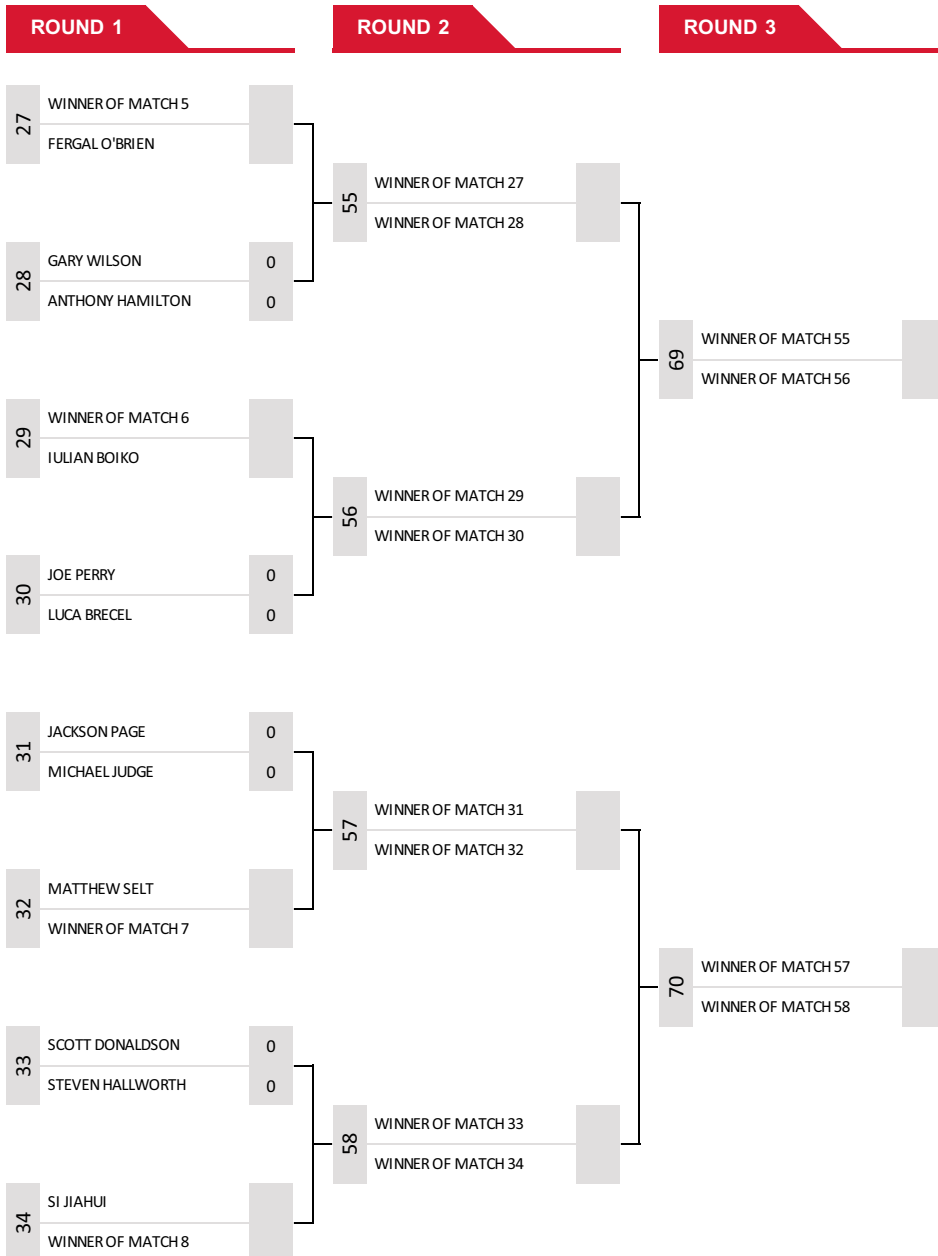 ROUND 1
ROUND 2
ROUND 3
27
WINNER OF MATCH 5
FERGAL O'BRIEN
55
WINNER OF MATCH 27
WINNER OF MATCH 28
28
GARY WILSON 0
ANTHONY HAMILTON 0
69
WINNER OF MATCH 55
WINNER OF MATCH 56
29
WINNER OF MATCH 6
IULIAN BOIKO
56
WINNER OF MATCH 29
WINNER OF MATCH 30
30
JOE PERRY 0
LUCA BRECEL 0
31
JACKSON PAGE 0
MICHAEL JUDGE 0
57
WINNER OF MATCH 31
WINNER OF MATCH 32
32
MATTHEW SELT
WINNER OF MATCH 7
70
WINNER OF MATCH 57
WINNER OF MATCH 58
33
SCOTT DONALDSON 0
STEVEN HALLWORTH 0
58
WINNER OF MATCH 33
WINNER OF MATCH 34
34
SI JIAHUI
WINNER OF MATCH 8